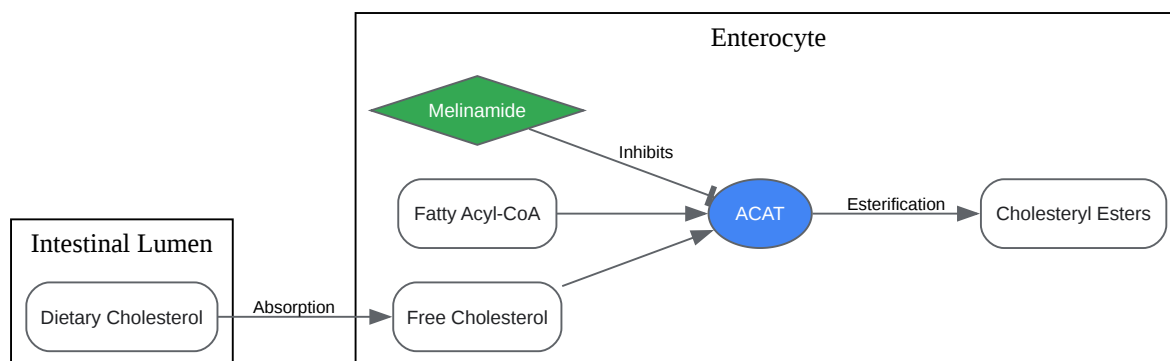 Enterocyte
Melinamide
Inhibits
Fatty Acyl-CoA
ACAT
Esterification
Cholesteryl Esters
Intestinal Lumen
Dietary Cholesterol
Absorption
Free Cholesterol